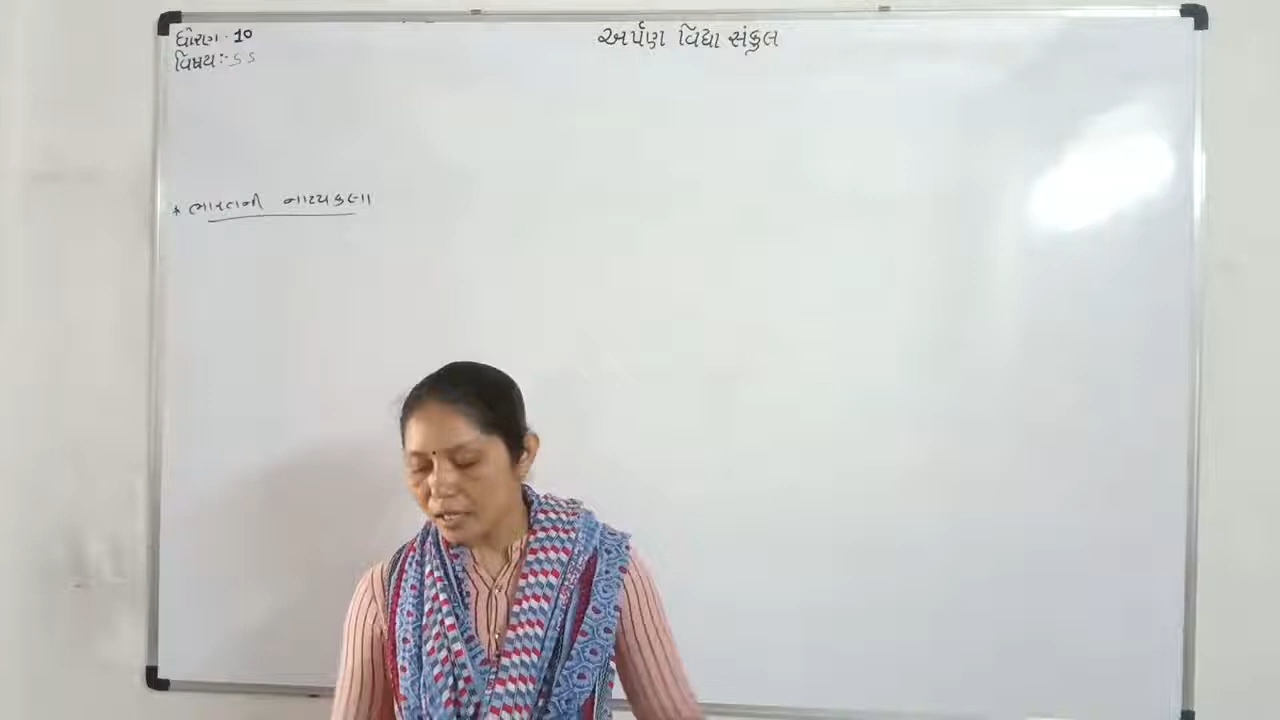 ધોરણ - 10
અર્પણ વિદ્યા સંકુલ
વિષય :- SS
* ભારતની નાટ્યકલા